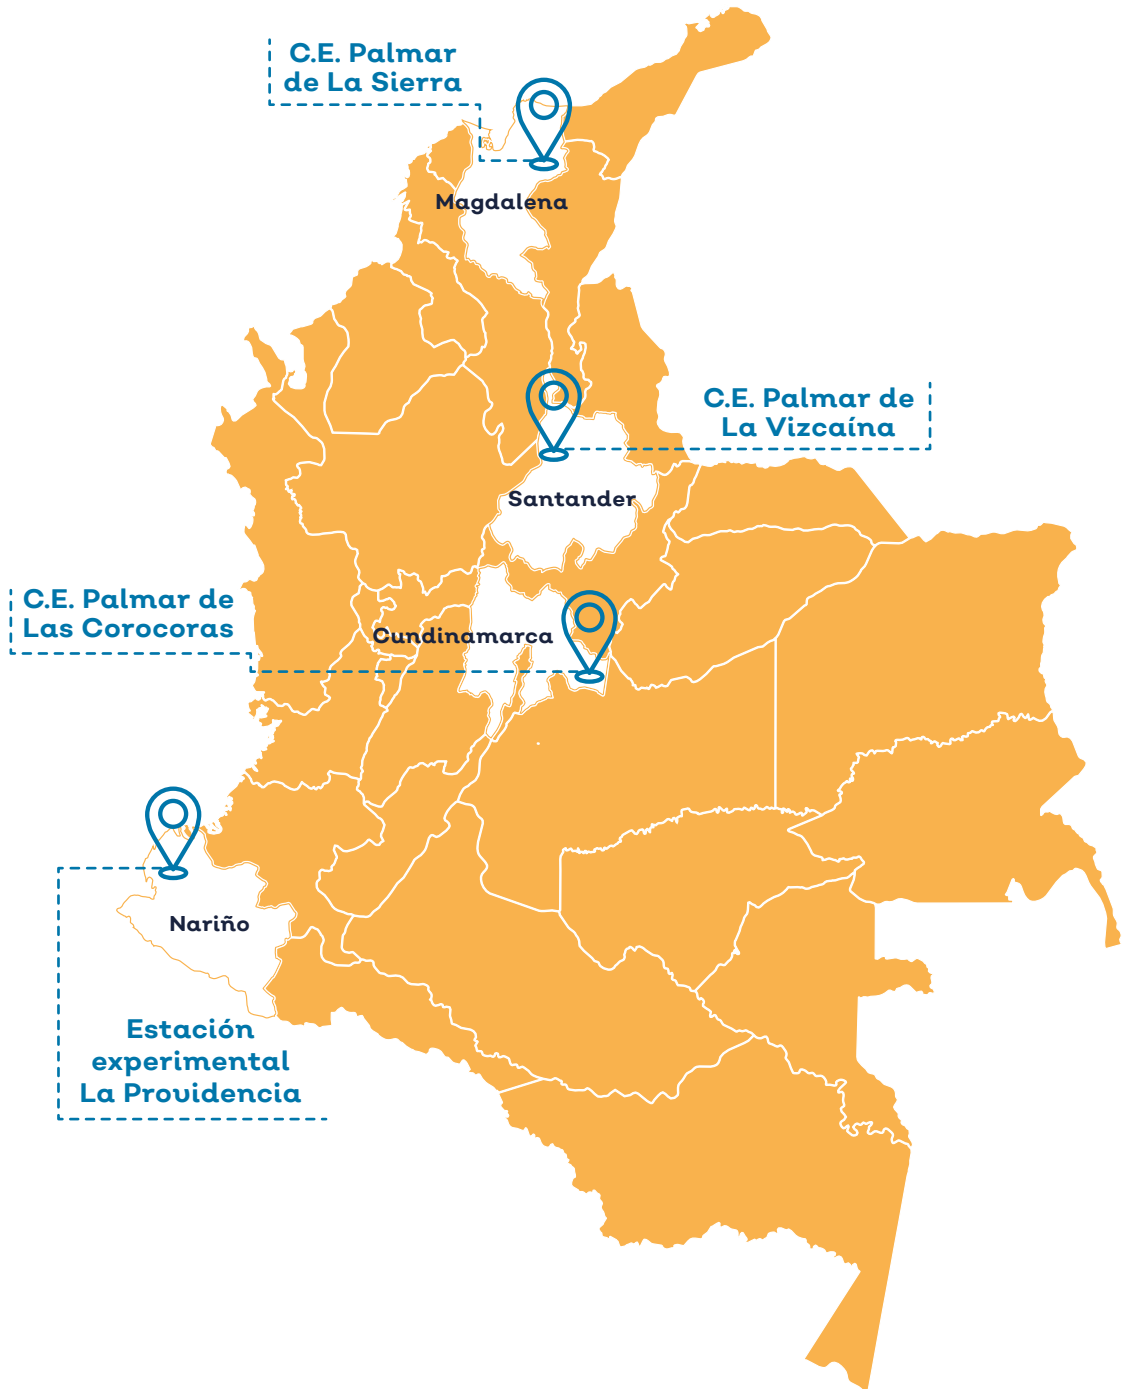 C.E. Palmar
de La Sierra
Magdalena
C.E. Palmar de
La Vizcaína
Santander
C.E. Palmar de
Las Corocoras
Cundinamarca
Nariño
Estación
experimental
La Providencia